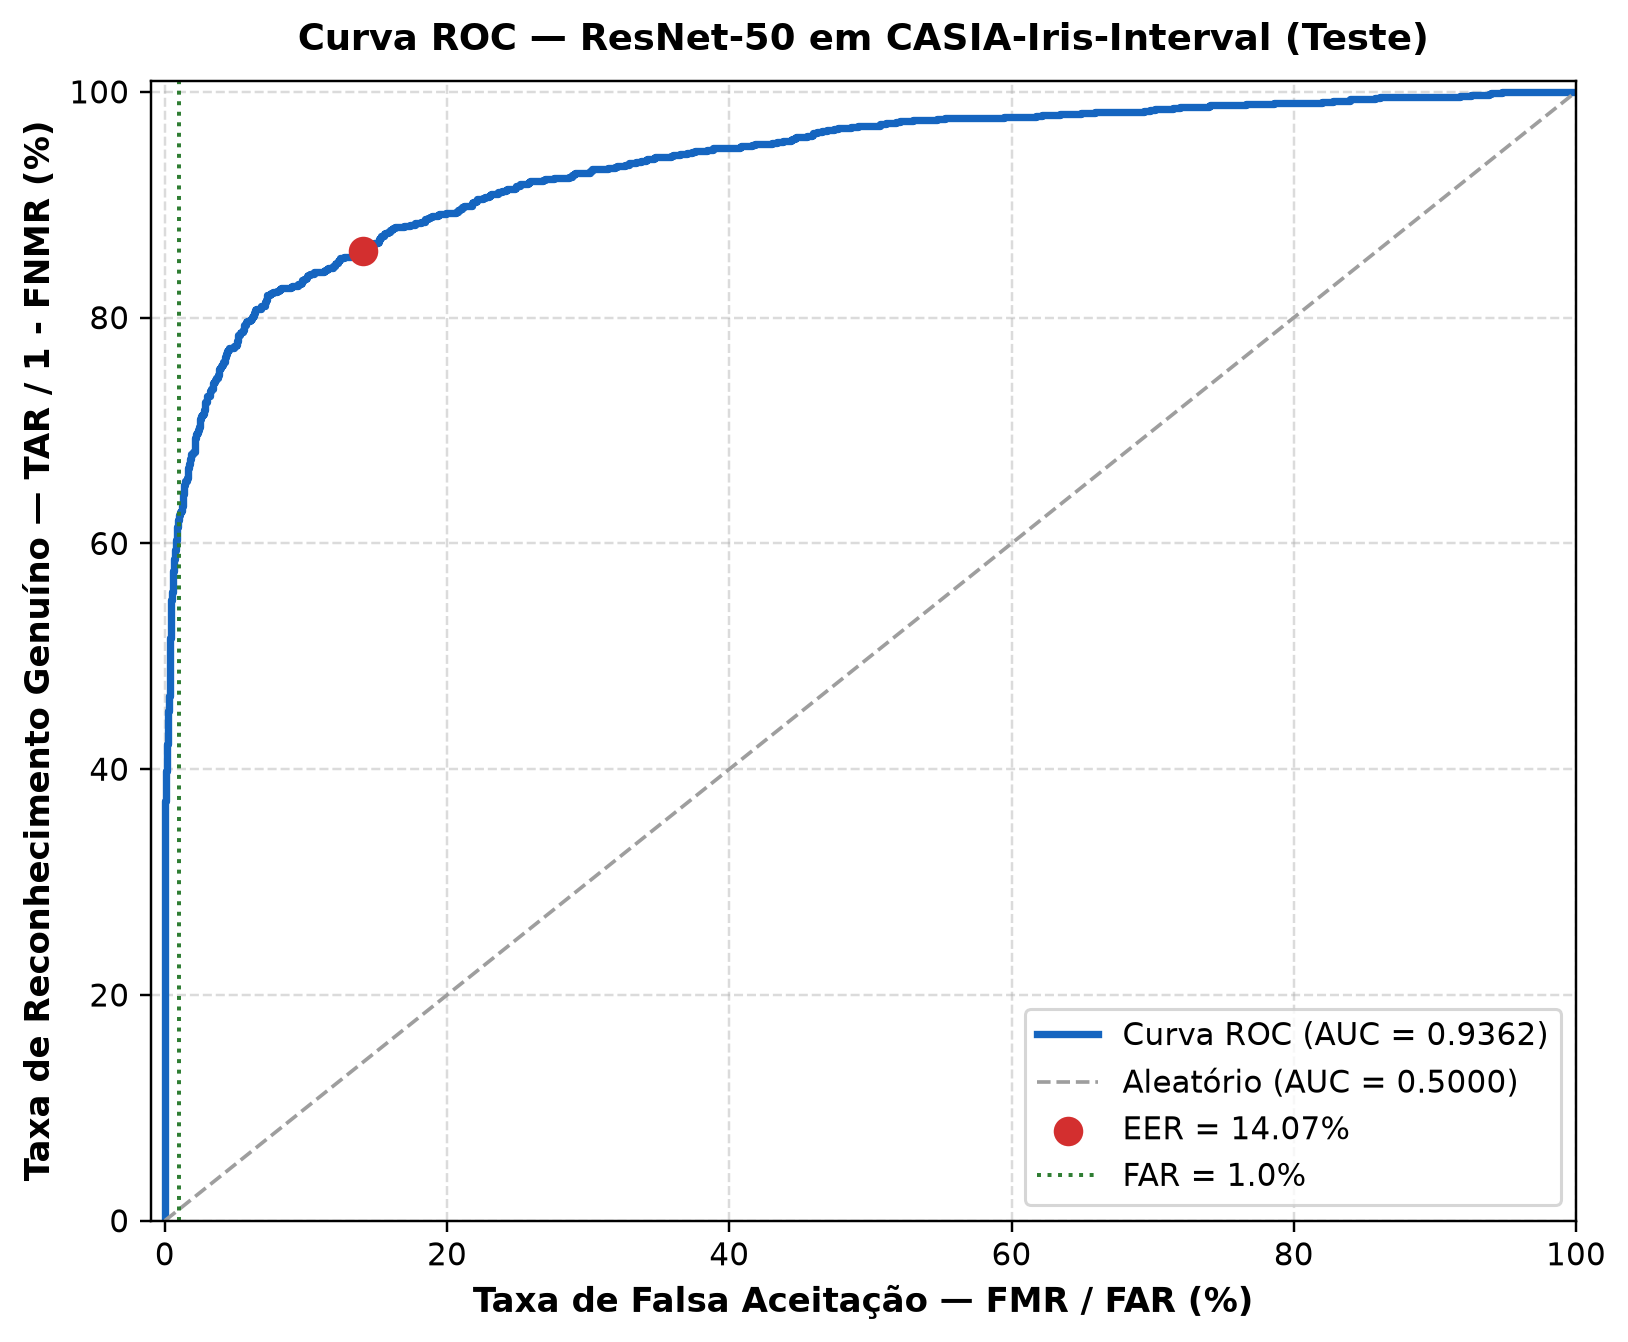 Curva ROC — ResNet-50 em CASIA-Iris-Interval (Teste)
Taxa de Reconhecimento Genuíno — TAR / 1 - FNMR (%)
100
80
60
40
20
0
0 20 40 60 80 100
Taxa de Falsa Aceitação — FMR / FAR (%)
Curva ROC (AUC = 0.9362)
Aleatório (AUC = 0.5000)
EER = 14.07%
FAR = 1.0%